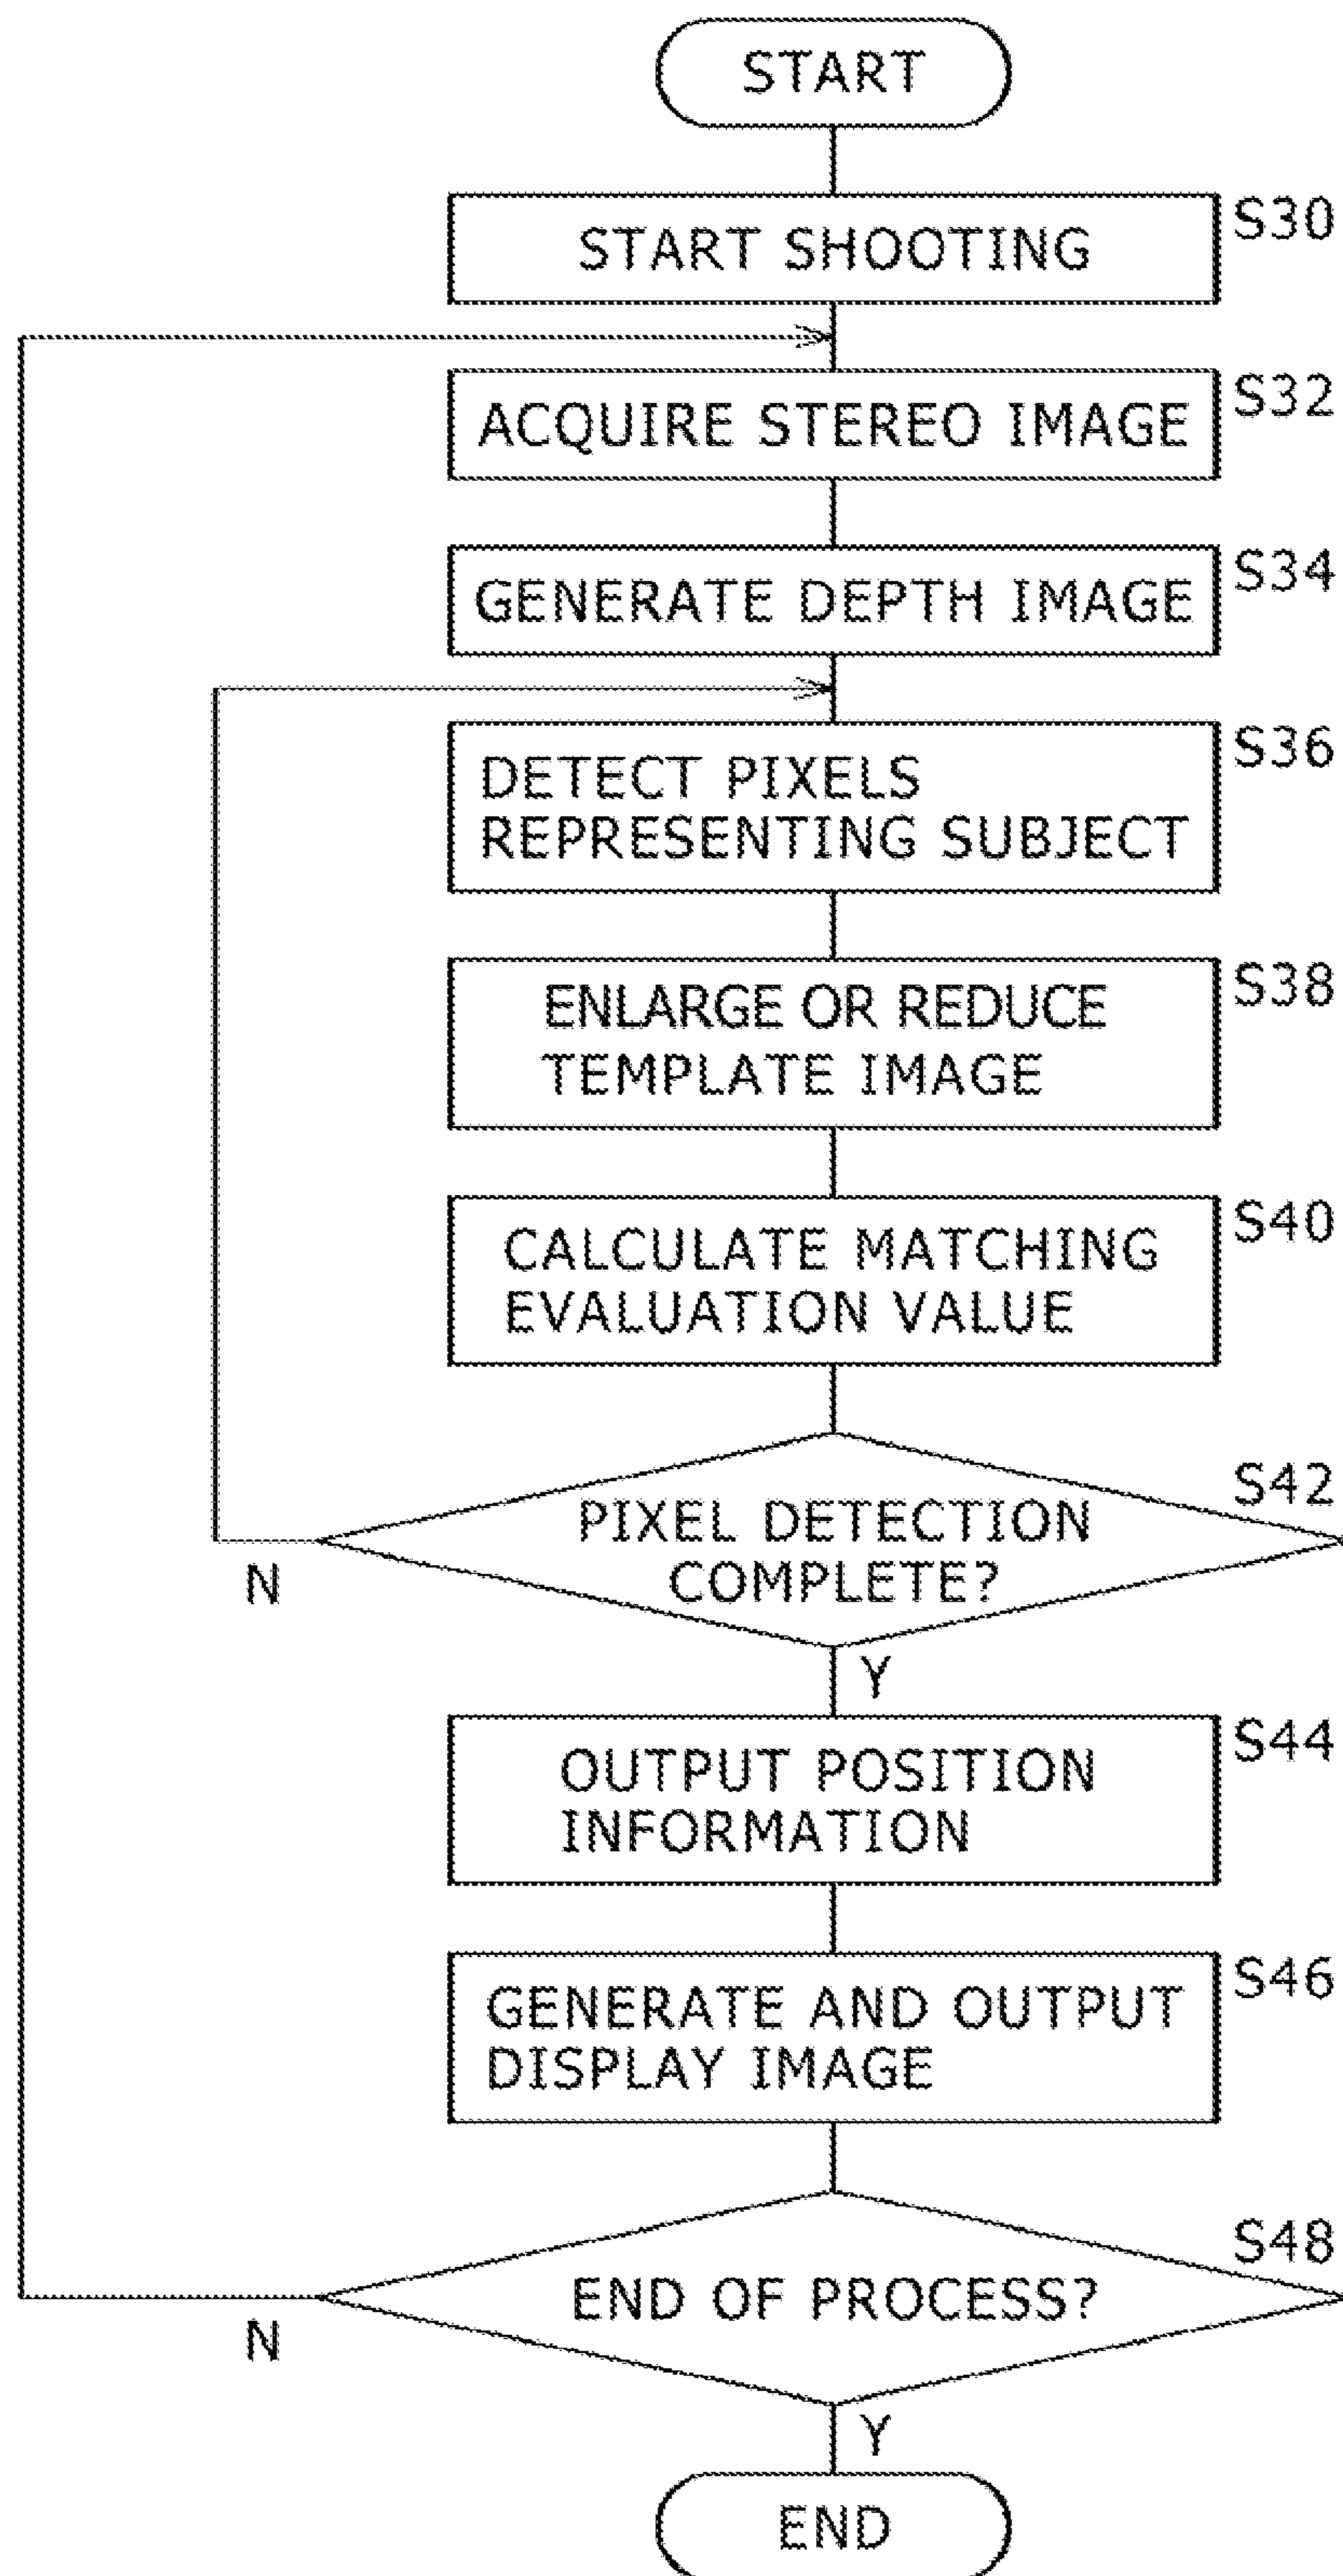 START
START SHOOTING
S30
ACQUIRE STEREO IMAGE
S32
GENERATE DEPTH IMAGE
S34
DETECT PIXELS
REPRESENTING SUBJECT
S36
ENLARGE OR REDUCE
TEMPLATE IMAGE
S38
CALCULATE MATCHING
EVALUATION VALUE
S40
PIXEL DETECTION
COMPLETE?
S42
N
Y
OUTPUT POSITION
INFORMATION
S44
GENERATE AND OUTPUT
DISPLAY IMAGE
S46
END OF PROCESS?
S48
N
Y
END